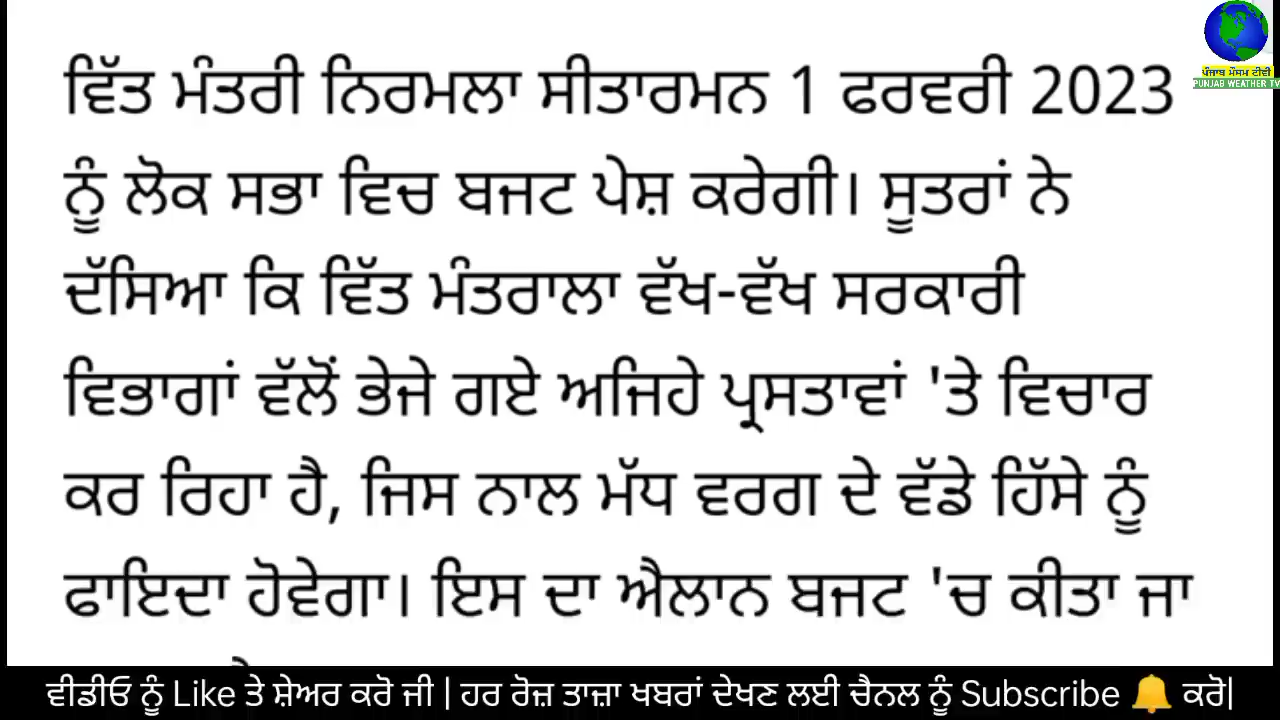 ਵਿੱਤ ਮੰਤਰੀ ਨਿਰਮਲਾ ਸੀਤਾਰਮਨ 1 ਫਰਵਰੀ 2023
ਨੂੰ ਲੋਕ ਸਭਾ ਵਿਚ ਬਜਟ ਪੇਸ਼ ਕਰੇਗੀ। ਸੂਤਰਾਂ ਨੇ
ਦੱਸਿਆ ਕਿ ਵਿੱਤ ਮੰਤਰਾਲਾ ਵੱਖ-ਵੱਖ ਸਰਕਾਰੀ
ਵਿਭਾਗਾਂ ਵੱਲੋਂ ਭੇਜੇ ਗਏ ਅਜਿਹੇ ਪ੍ਰਸਤਾਵਾਂ 'ਤੇ ਵਿਚਾਰ
ਕਰ ਰਿਹਾ ਹੈ, ਜਿਸ ਨਾਲ ਮੱਧ ਵਰਗ ਦੇ ਵੱਡੇ ਹਿੱਸੇ ਨੂੰ
ਫਾਇਦਾ ਹੋਵੇਗਾ। ਇਸ ਦਾ ਐਲਾਨ ਬਜਟ 'ਚ ਕੀਤਾ ਜਾ
ਪੰਜਾਬ ਮੌਸਮ ਟੀਵੀ
PUNJAB WEATHER TV
ਵੀਡੀਓ ਨੂੰ Like ਤੇ ਸ਼ੇਅਰ ਕਰੋ ਜੀ | ਹਰ ਰੋਜ਼ ਤਾਜ਼ਾ ਖਬਰਾਂ ਦੇਖਣ ਲਈ ਚੈਨਲ ਨੂੰ Subscribe 🔔 ਕਰੋ|